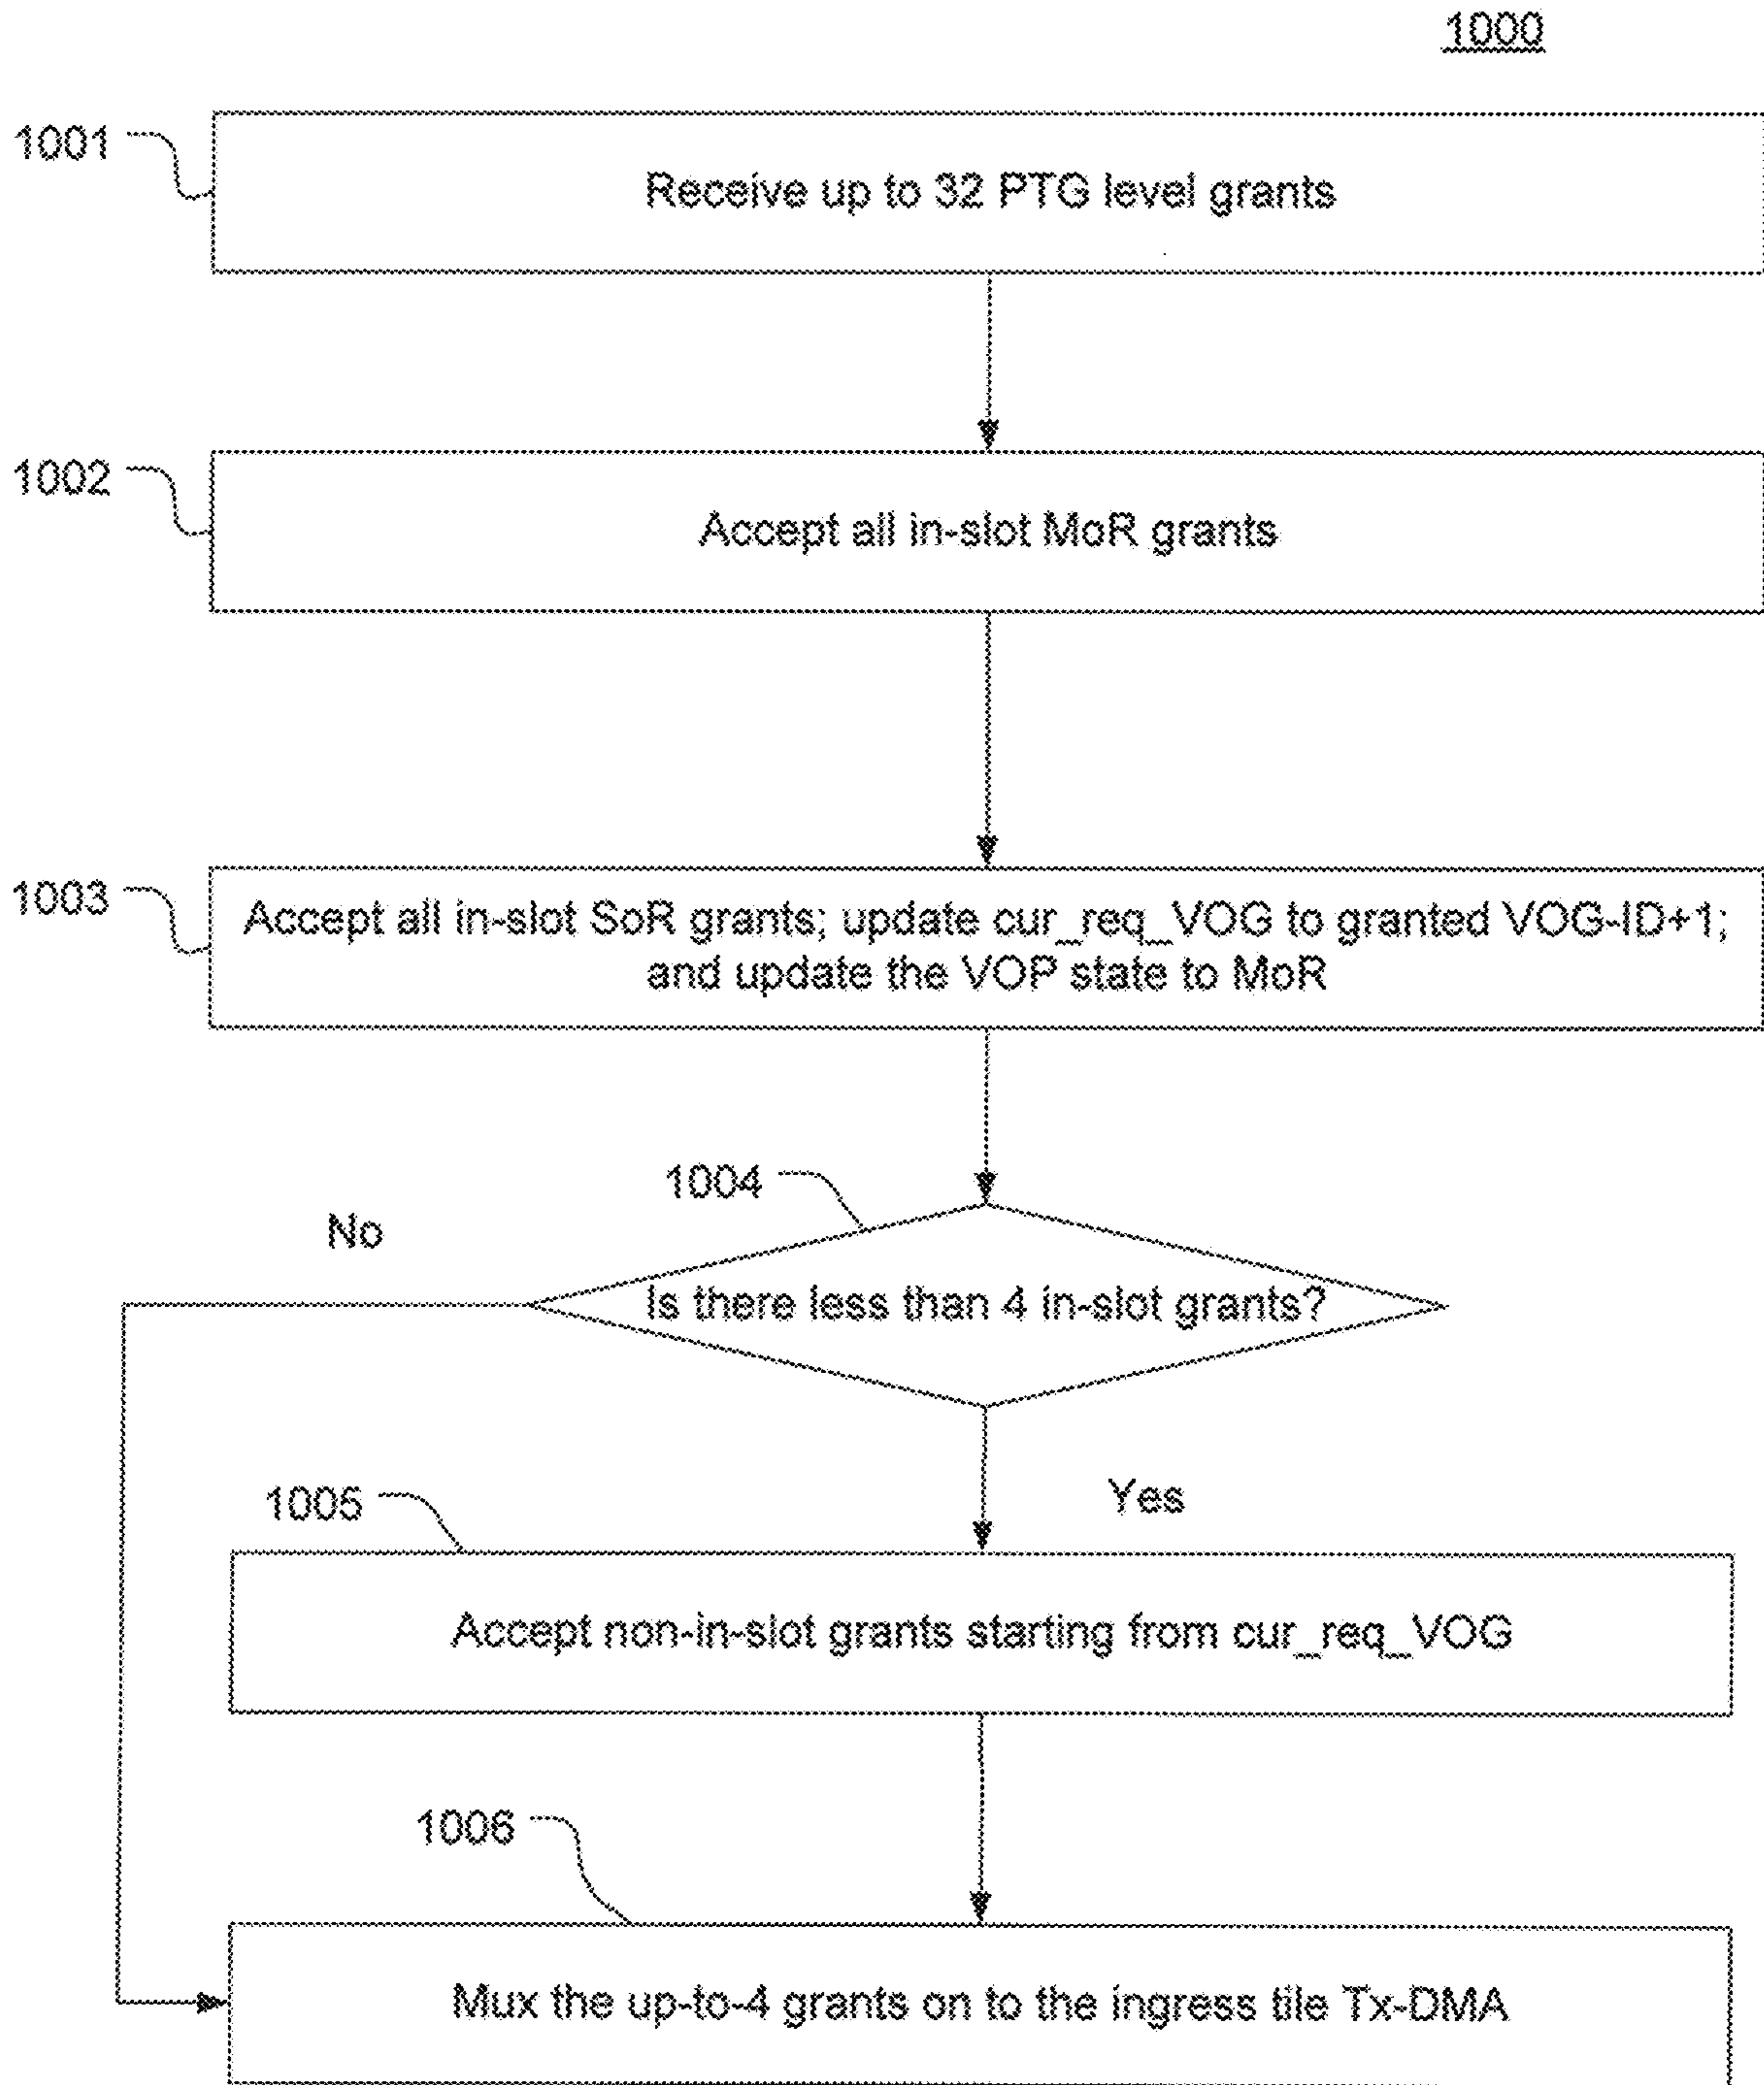 1000
1001
Receive up to 32 PTG level grants
1002
Accept all in-slot MoR grants
1003
Accept all in-slot SoR grants; update cur_req_VOG to granted VOG-ID+1;
and update the VOP state to MoR
1004
No
Is there less than 4 in-slot grants?
Yes
1005
Accept non-in-slot grants starting from cur_req_VOG
1006
Mux the up-to-4 grants on to the ingress tile Tx-DMA